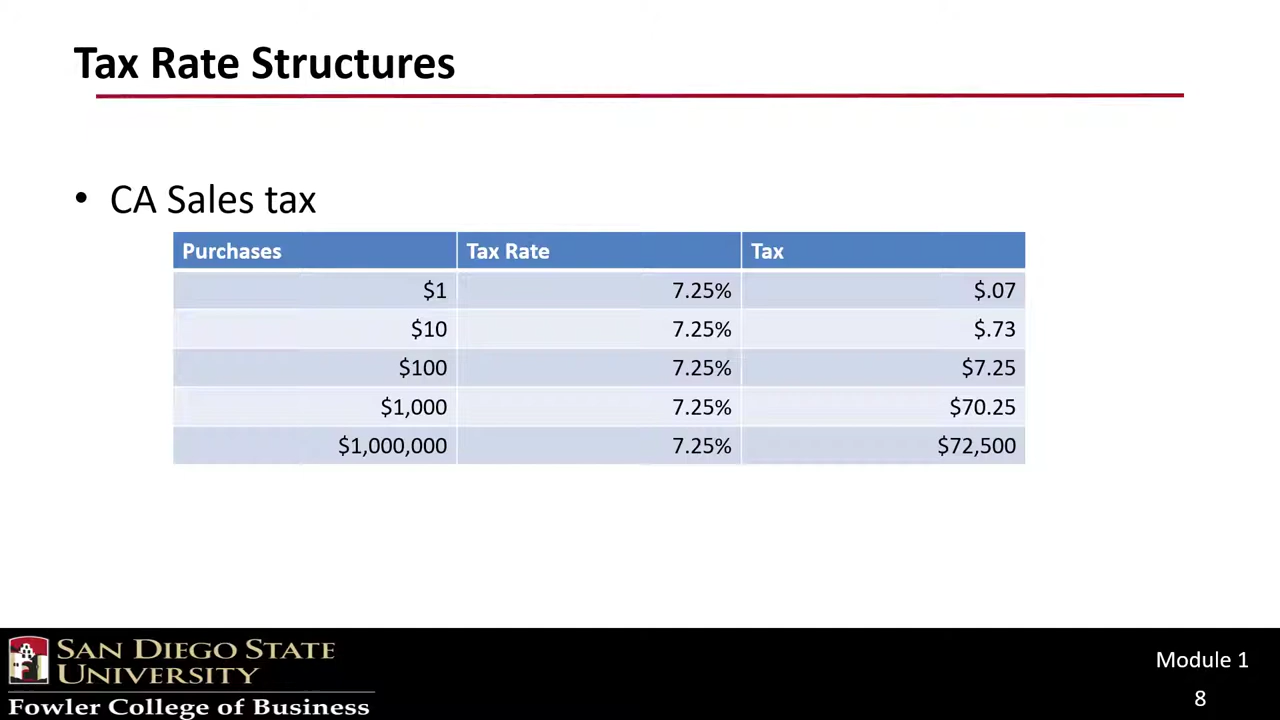 Tax Rate Structures
• CA Sales tax
Purchases Tax Rate Tax
$1 7.25% $.07
$10 7.25% $.73
$100 7.25% $7.25
$1,000 7.25% $70.25
$1,000,000 7.25% $72,500
SAN DIEGO STATE
UNIVERSITY
Fowler College of Business
Module 1
8